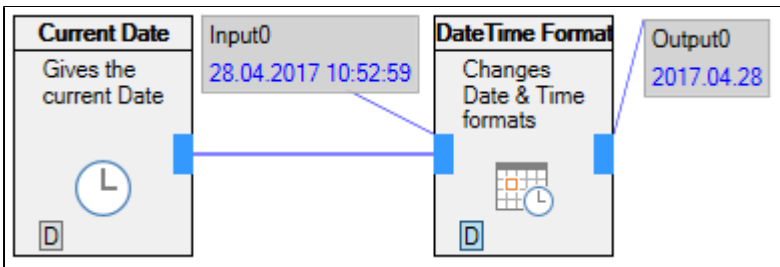 Current Date
Gives the
current Date
D
Input0
28.04.2017 10:52:59
DateTime Format
Changes
Date & Time
formats
D
Output0
2017.04.28